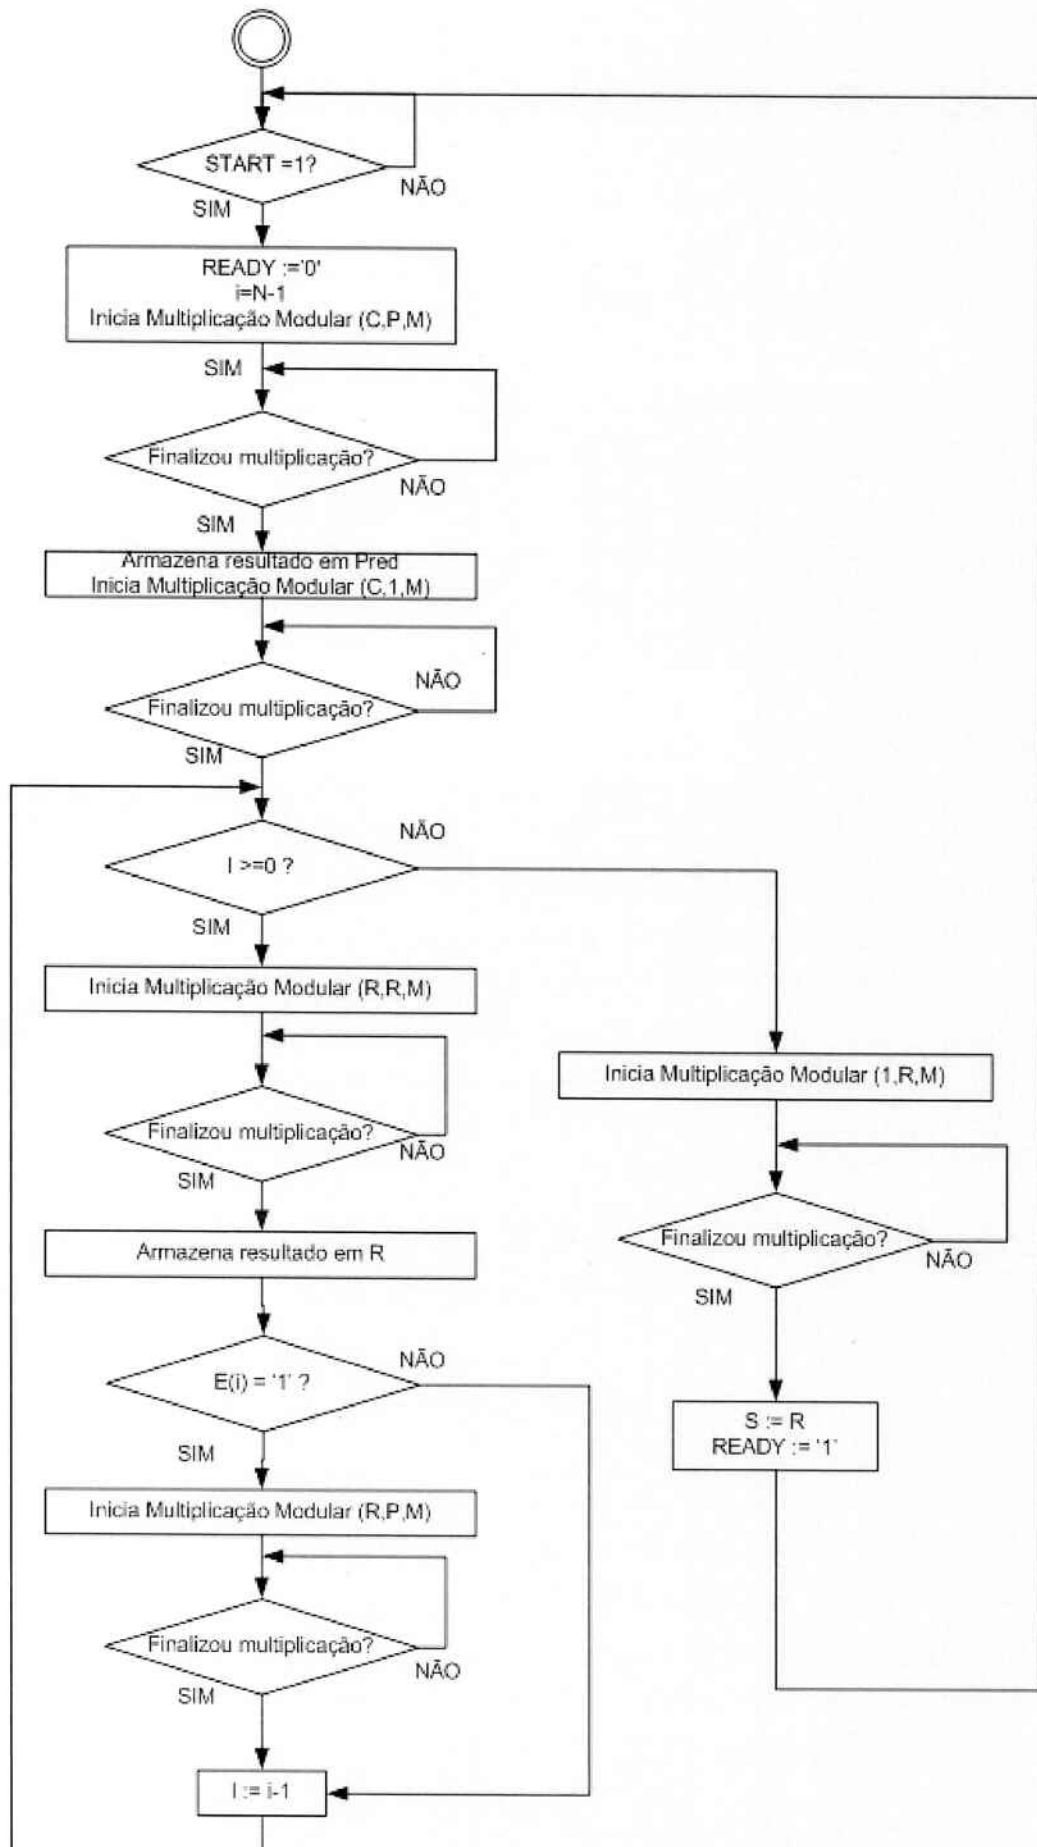 START =1?
NÃO
SIM
READY :='0'
i=N-1
Inicia Multiplicação Modular (C,P,M)
SIM
Finalizou multiplicação?
NÃO
SIM
Armazena resultado em Pred
Inicia Multiplicação Modular (C,1,M)
NÃO
Finalizou multiplicação?
SIM
NÃO
I >=0 ?
SIM
Inicia Multiplicação Modular (R,R,M)
Inicia Multiplicação Modular (1,R,M)
Finalizou multiplicação?
NÃO
SIM
Finalizou multiplicação?
NÃO
SIM
Armazena resultado em R
NÃO
E(i) = '1' ?
SIM
S := R
READY := '1'
Inicia Multiplicação Modular (R,P,M)
Finalizou multiplicação?
NÃO
SIM
I := i-1